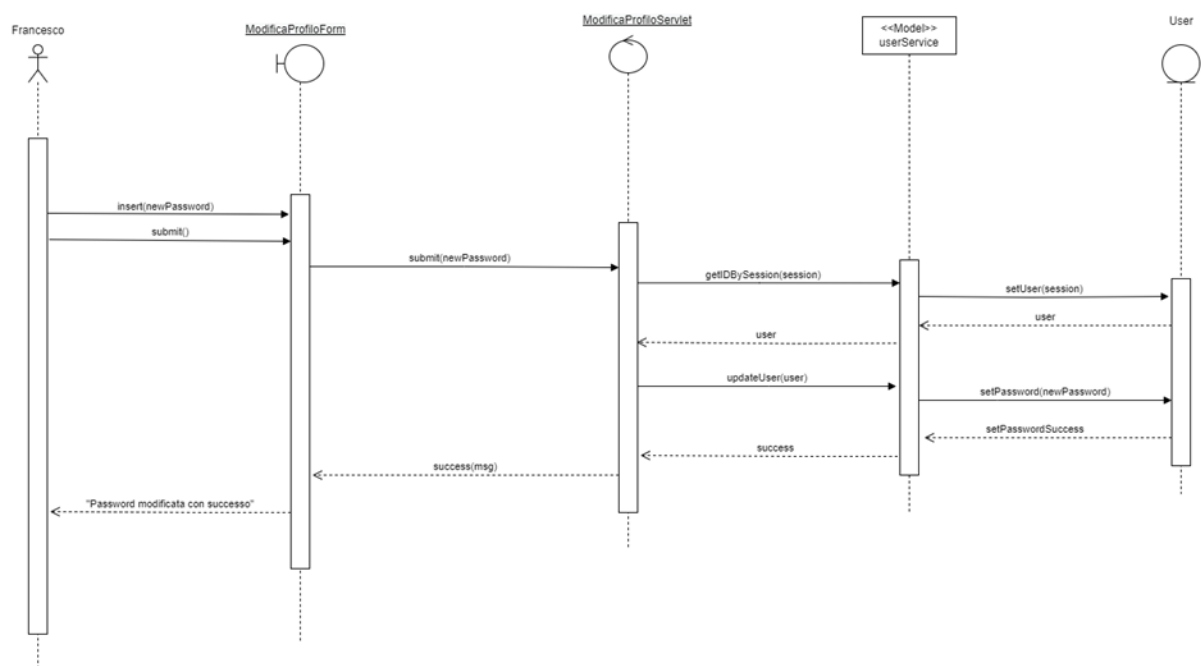 Francesco
ModificaProfiloForm
ModificaProfiloServlet
<<Model>>
userService
User
insert(newPassword)
submit()
submit(newPassword)
getIDBySession(session)
setUser(session)
user
user
updateUser(user)
setPassword(newPassword)
setPasswordSuccess
success
success(msg)
"Password modificata con successo"